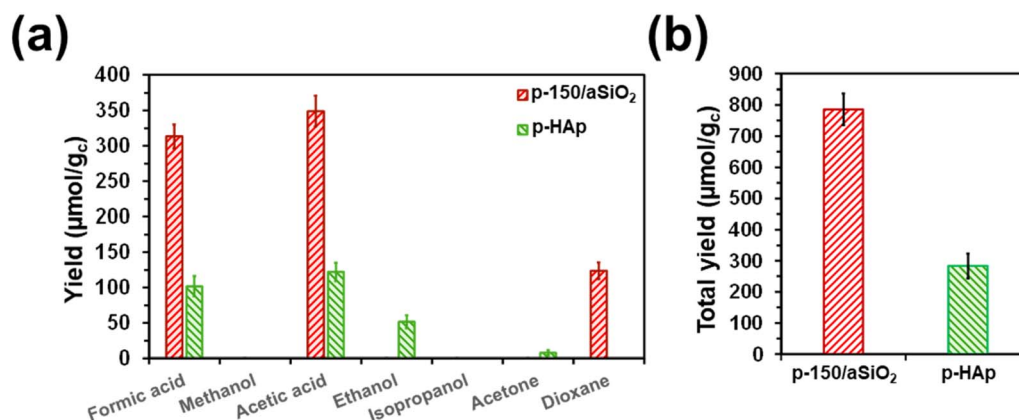 (a)
Yield (µmol/g_c)
400
350
300
250
200
150
100
50
0
p-150/aSiO₂
p-HAp
Formic acid
Methanol
Acetic acid
Ethanol
Isopropanol
Acetone
Dioxane
(b)
Total yield (µmol/g_c)
900
800
700
600
500
400
300
200
100
0
p-150/aSiO₂
p-HAp